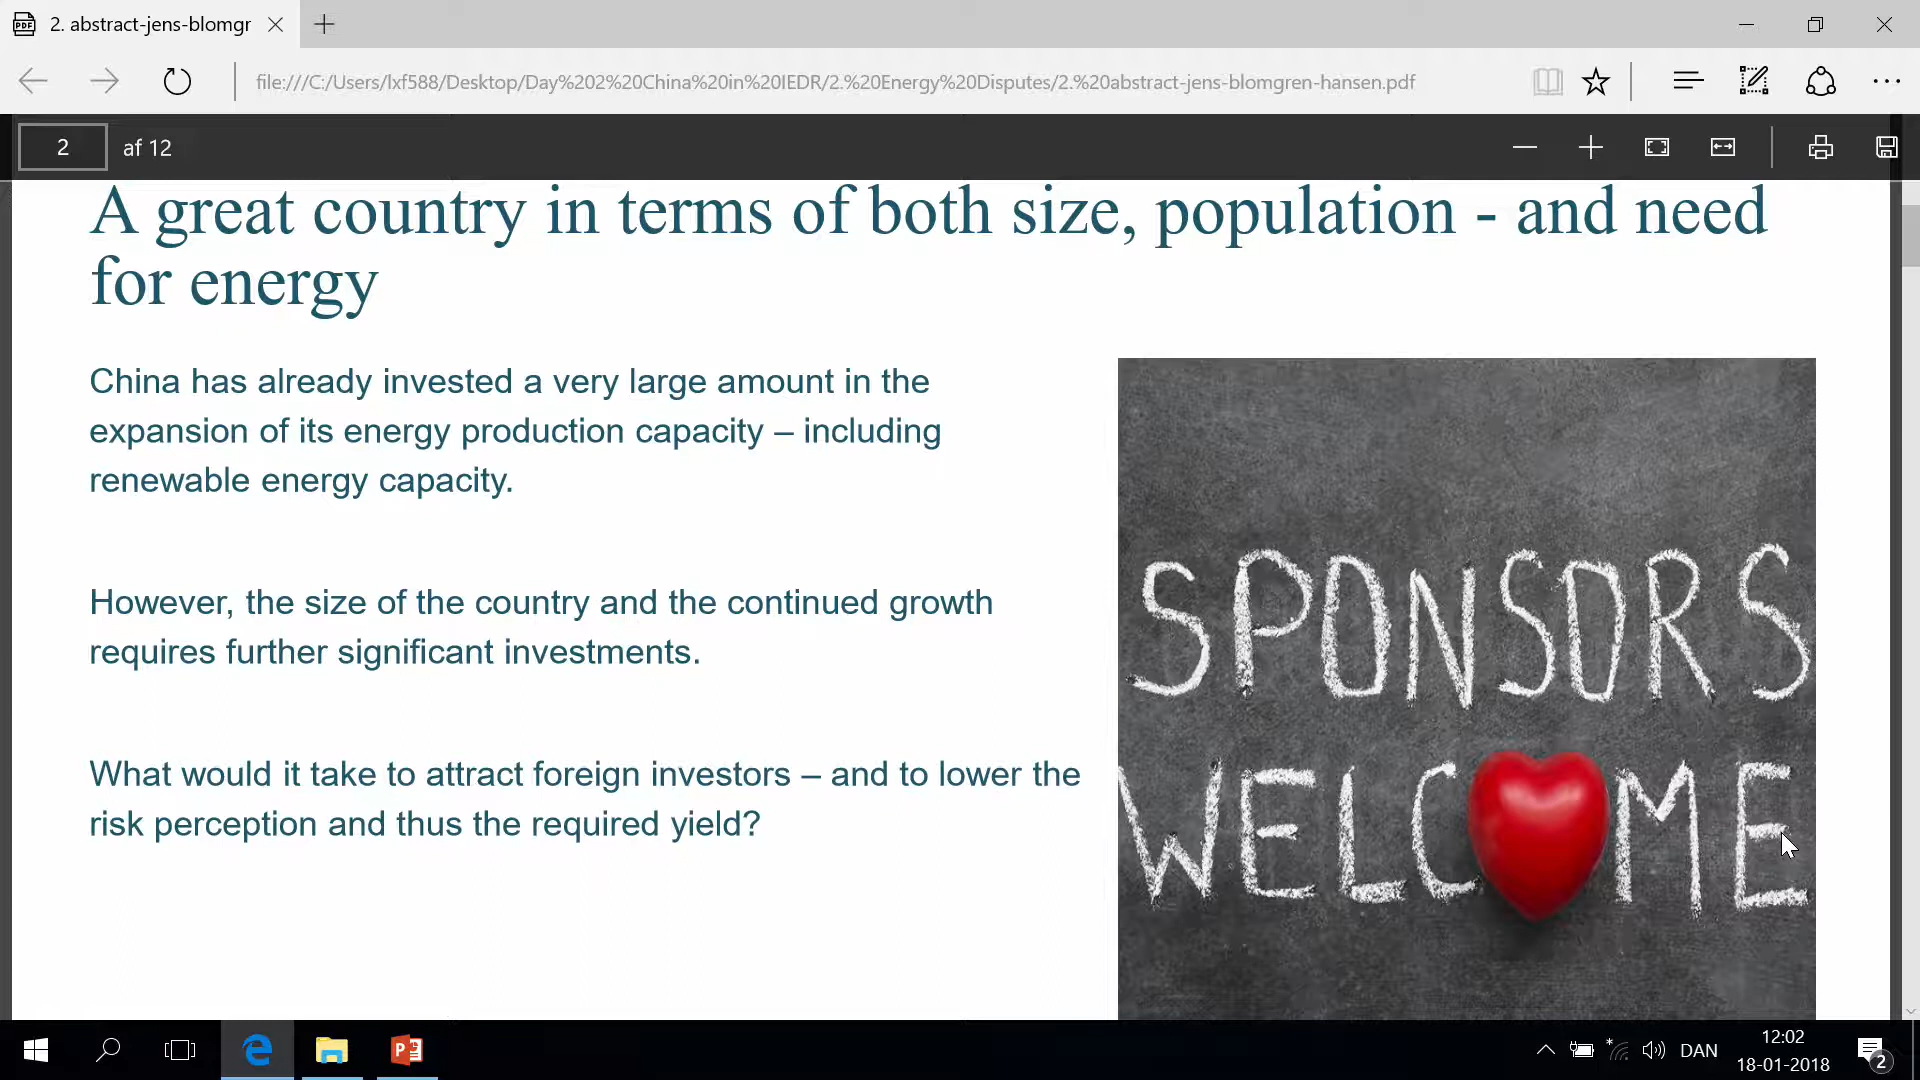 2. abstract-jens-blomgr
file:///C:/Users/lxf588/Desktop/Day%202%20China%20in%20IEDR/2.%20Energy%20Disputes/2.%20abstract-jens-blomgren-hansen.pdf
2 af 12
A great country in terms of both size, population - and need
for energy
China has already invested a very large amount in the
expansion of its energy production capacity – including
renewable energy capacity.
However, the size of the country and the continued growth
requires further significant investments.
What would it take to attract foreign investors – and to lower the
risk perception and thus the required yield?
SPONSORS
WELC ME
DAN
12:02
18-01-2018
2